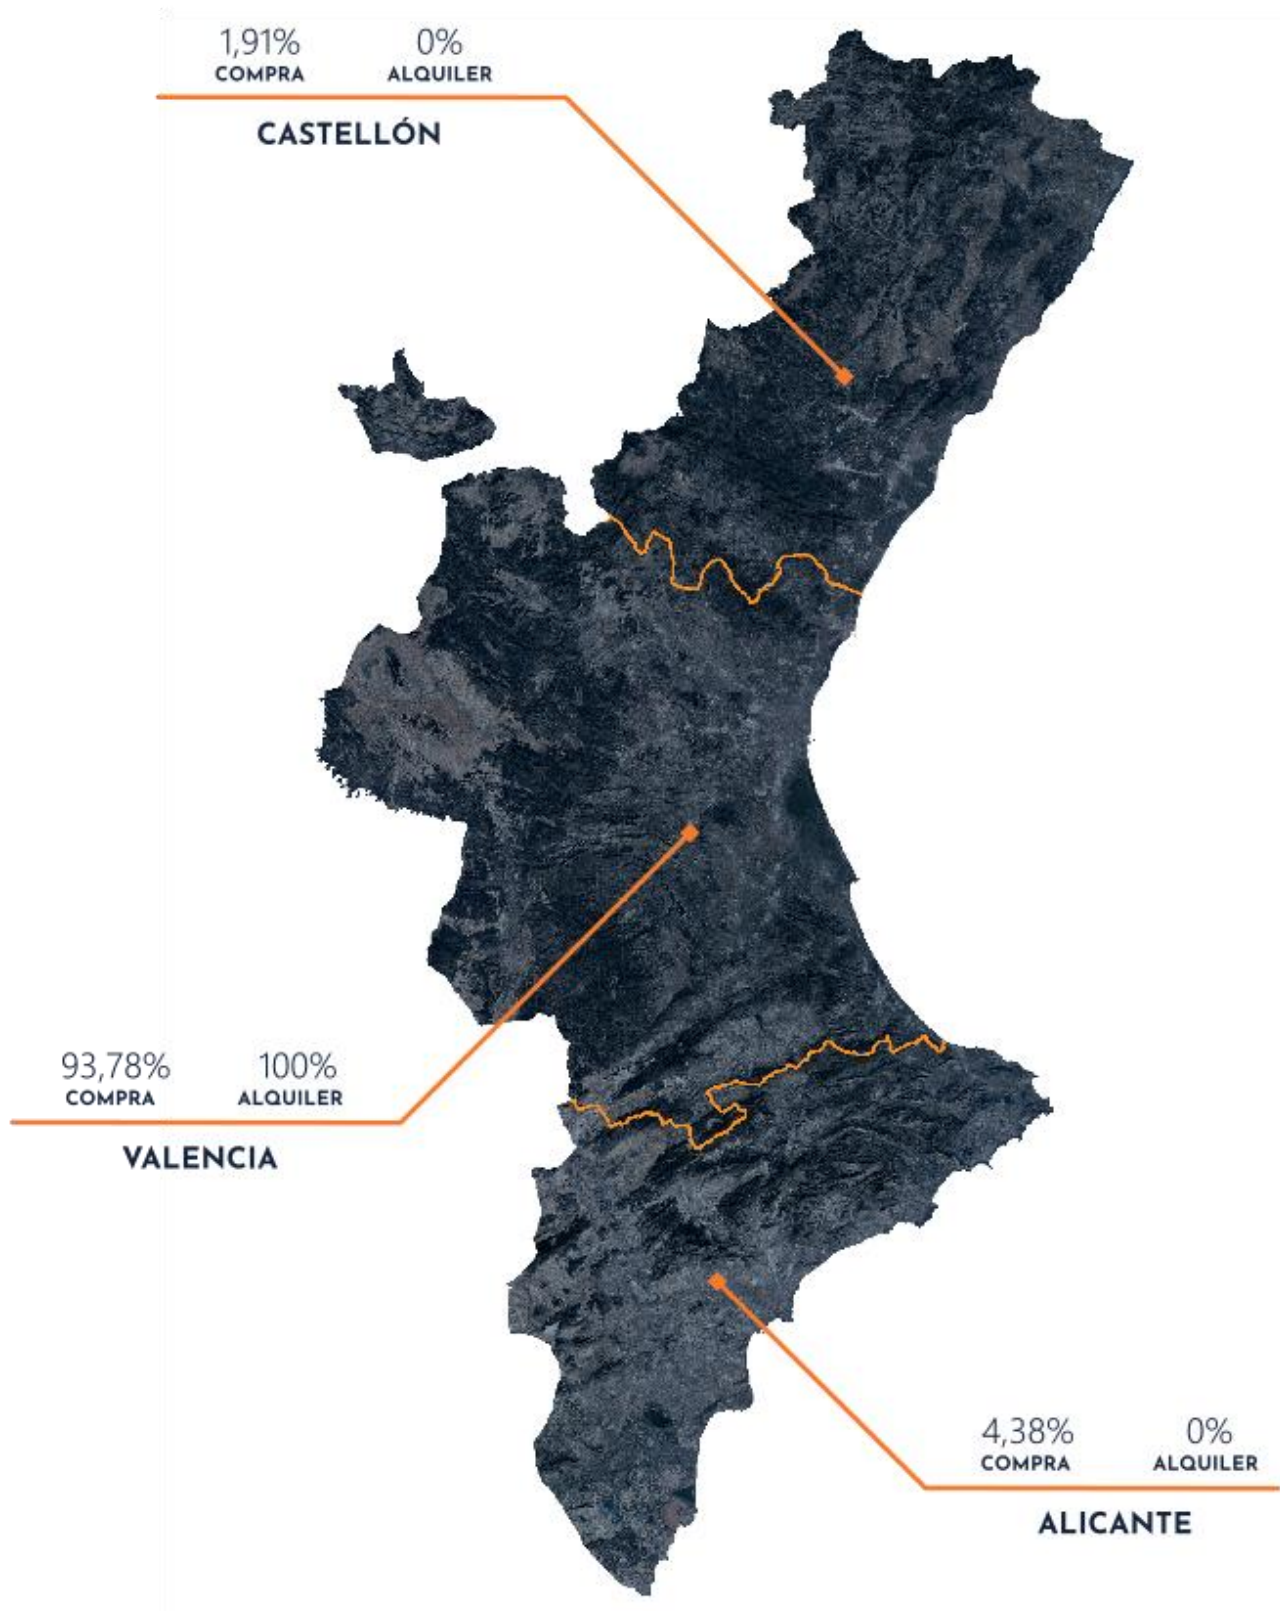 1,91% 0%
COMPRA ALQUILER
CASTELLÓN
93,78% 100%
COMPRA ALQUILER
VALENCIA
4,38% 0%
COMPRA ALQUILER
ALICANTE